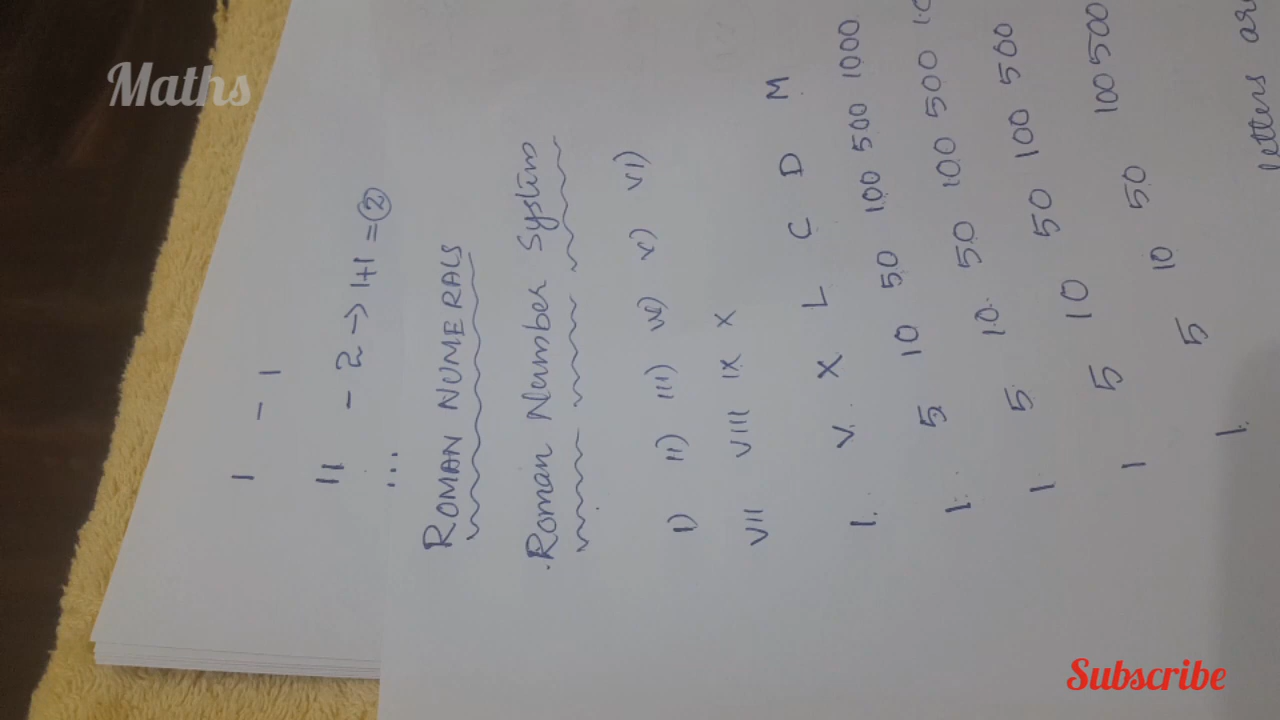 Maths
I - 1
II - 2 → 1+1 = 2
...
ROMAN NUMERALS
.Roman Number System
I) II) III) IV) V) VI)
VII VIII IX X
I. V. X L C D M
1. 5 10 50 100 500 1000
1 5. 10. 50 100 500
1 5 10 50 100 500
1. 5 10 50 100 500
letters
Subscribe